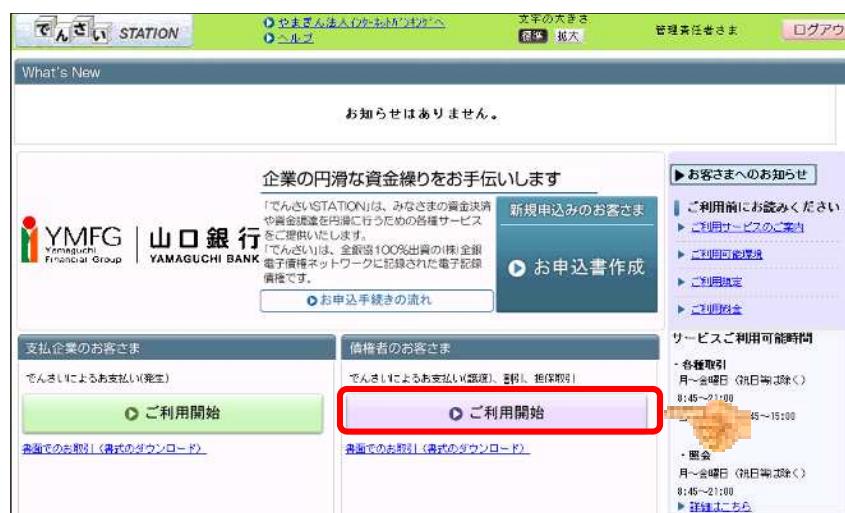 でんさい STATION
やまぎん法人インターネットバンキングへ
ヘルプ
文字の大きさ
標準 拡大
管理責任者さま
ログアウ
What's New
お知らせはありません。
YMFG
Yamaguchi
Financial Group
山口銀行
YAMAGUCHI BANK
企業の円滑な資金繰りをお手伝いします
「でんさいSTATION」は、みなさまの資金決済
や資金調達を円滑に行うための各種サービス
をご提供いたします。
「でんさい」は、全銀協100%出資の(株)全銀
電子債権ネットワークに記録された電子記録
債権です。
お申込手続きの流れ
新規申込みのお客さま
お申込書作成
お客さまへのお知らせ
ご利用前にお読みください
ご利用サービスのご案内
ご利用可能環境
ご利用規定
ご利用料金
サービスご利用可能時間
・各種取引
月〜金曜日（祝日等は除く）
8:45〜21:00
45〜15:00
・照会
月〜金曜日（祝日等は除く）
8:45〜21:00
詳細はこちら
支払企業のお客さま
でんさいによるお支払い(発生)
ご利用開始
書面でのお取引（書式のダウンロード）
債権者のお客さま
でんさいによるお支払い(譲渡)、割引、担保取引
ご利用開始
書面でのお取引（書式のダウンロード）